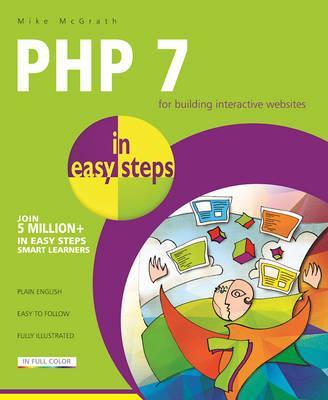 Mike McGrath
PHP 7
for building interactive websites
in
easy steps
JOIN
5 MILLION+
IN EASY STEPS
SMART LEARNERS
PLAIN ENGLISH
EASY TO FOLLOW
FULLY ILLUSTRATED
IN FULL COLOR